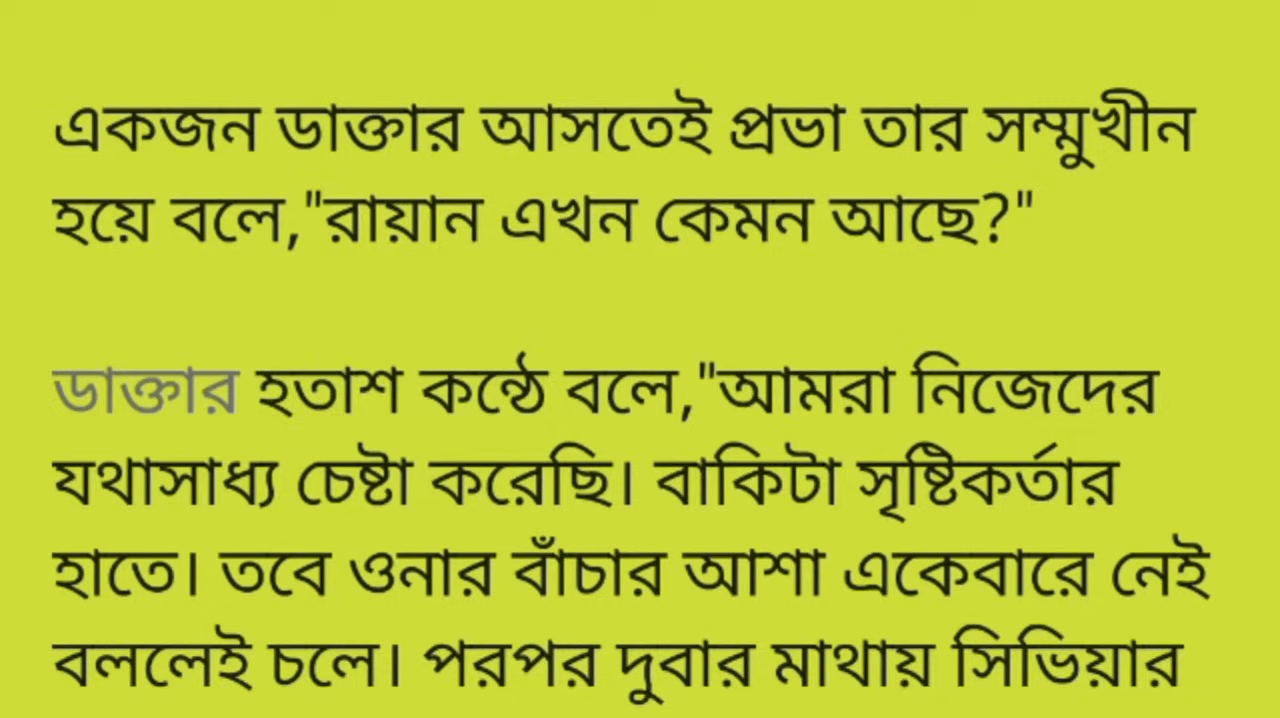 একজন ডাক্তার আসতেই প্রভা তার সম্মুখীন
হয়ে বলে,"রায়ান এখন কেমন আছে?"
ডাক্তার হতাশ কন্ঠে বলে,"আমরা নিজেদের
যথাসাধ্য চেষ্টা করেছি। বাকিটা সৃষ্টিকর্তার
হাতে। তবে ওনার বাঁচার আশা একেবারে নেই
বললেই চলে। পরপর দুবার মাথায় সিভিয়ার